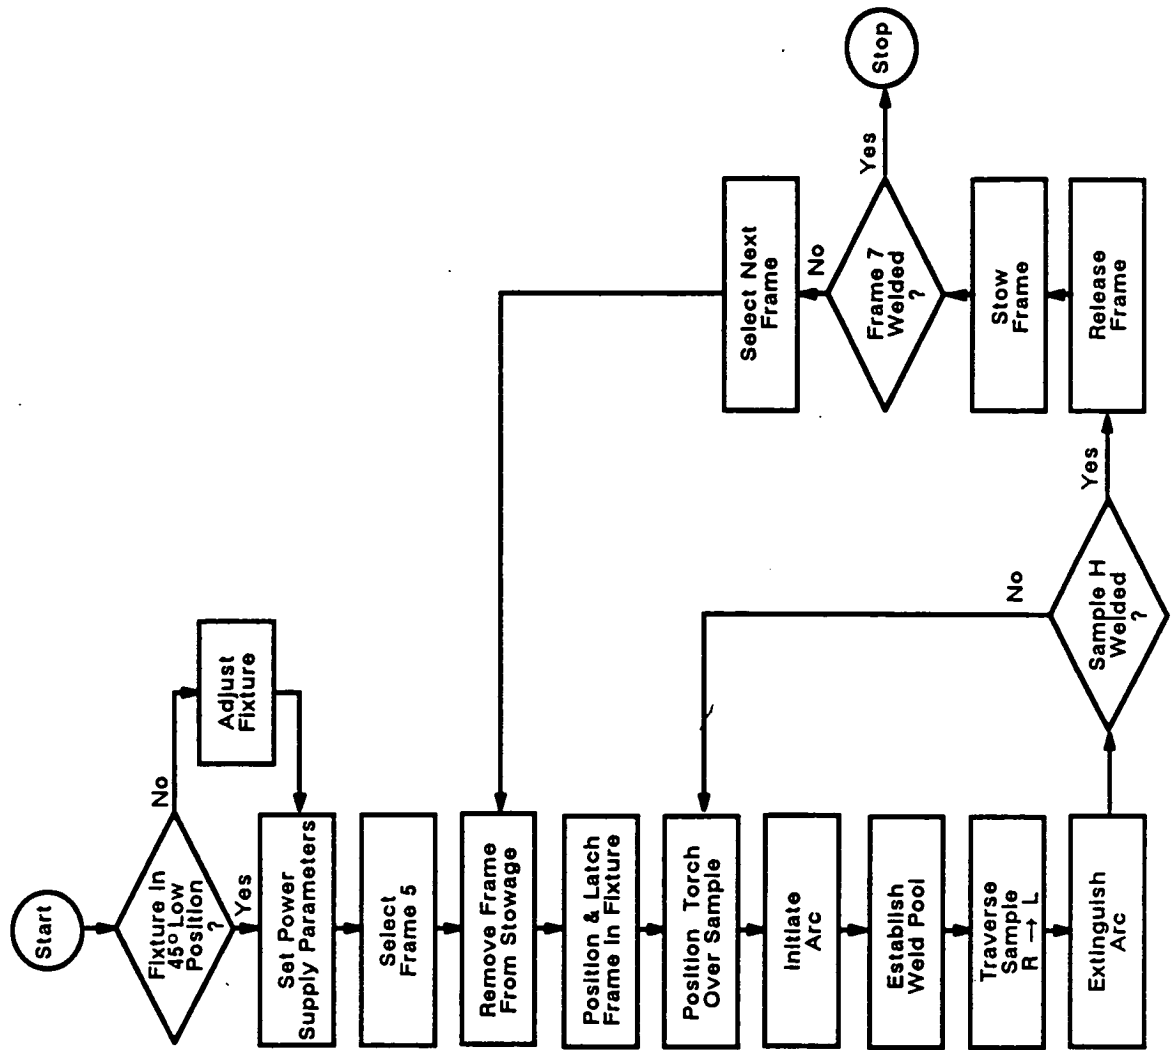 Start
Fixture In
45° Low
Position
?
No
Yes
Adjust
Fixture
Set Power
Supply Parameters
Select
Frame 5
Remove Frame
From Stowage
Position & Latch
Frame In Fixture
Position Torch
Over Sample
Initiate
Arc
Establish
Weld Pool
Traverse
Sample
R → L
Extinguish
Arc
Sample H
Welded
?
No
Yes
Release
Frame
Stow
Frame
Frame 7
Welded
?
No
Yes
Select Next
Frame
Stop